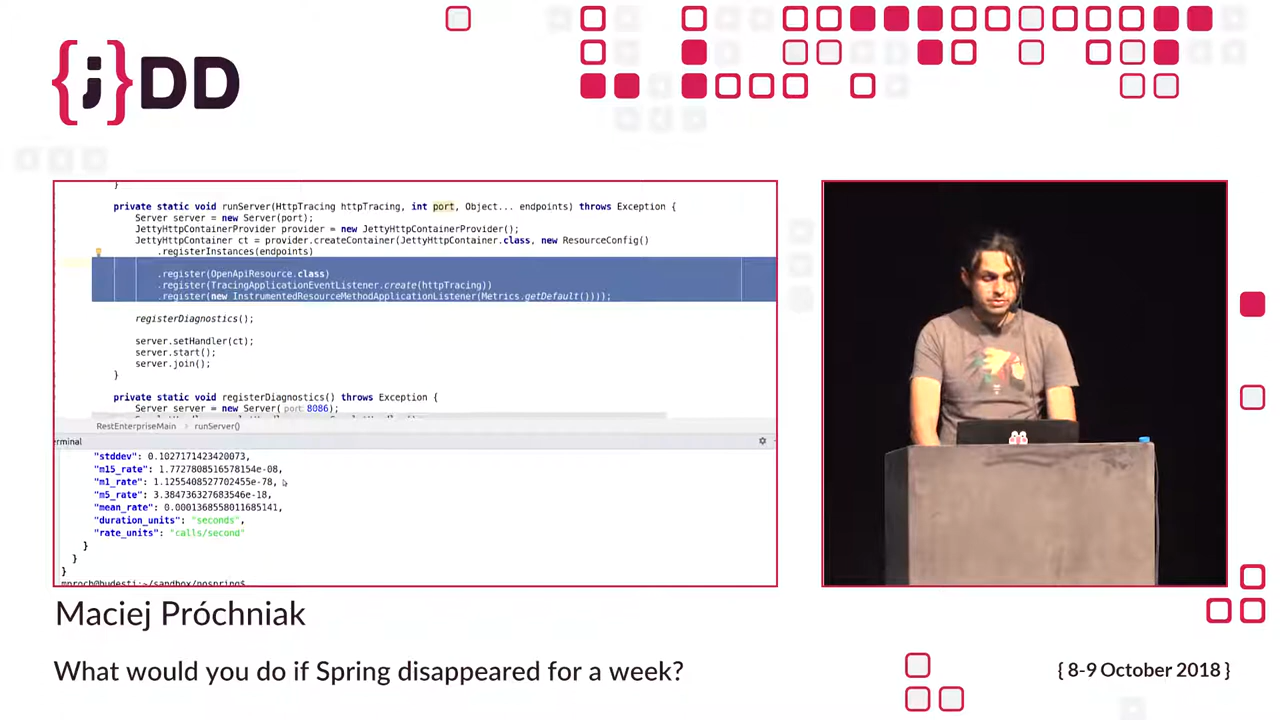 {j}DD
}
private static void runServer(HttpTracing httpTracing, int port, Object... endpoints) throws Exception {
Server server = new Server(port);
JettyHttpContainerProvider provider = new JettyHttpContainerProvider();
JettyHttpContainer ct = provider.createContainer(JettyHttpContainer.class, new ResourceConfig()
.registerInstances(endpoints)
.register(OpenApiResource.class)
.register(TracingApplicationEventListener.create(httpTracing))
.register(new InstrumentedResourceMethodApplicationListener(Metrics.getDefault())));
registerDiagnostics();
server.setHandler(ct);
server.start();
server.join();
}
private static void registerDiagnostics() throws Exception {
Server server = new Server( port: 8086);
RestEnterpriseMain runServer()
rminal
"stddev": 0.1027171423420073,
"m15_rate": 1.7727808516578154e-08,
"m1_rate": 1.1255408527702455e-78,
"m5_rate": 3.384736327683546e-18,
"mean_rate": 0.0001368558011685141,
"duration_units": "seconds",
"rate_units": "calls/second"
}
}
}
mproch@budesti:~/sandbox/nospring$
Maciej Próchniak
What would you do if Spring disappeared for a week?
{ 8-9 October 2018 }